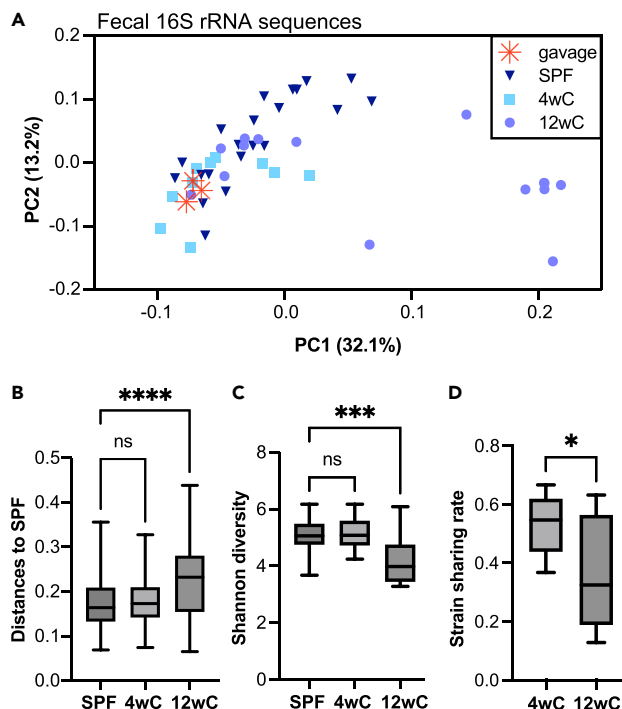 A Fecal 16S rRNA sequences
0.2
0.1
0.0
-0.1
-0.2
PC2 (13.2%)
gavage
SPF
4wC
12wC
-0.1 0.0 0.1 0.2
PC1 (32.1%)
B
****
ns
0.5
0.4
0.3
0.2
0.1
0.0
Distances to SPF
SPF 4wC 12wC
C
***
ns
8
6
4
2
0
Shannon diversity
SPF 4wC 12wC
D
*
0.8
0.6
0.4
0.2
0.0
Strain sharing rate
4wC 12wC